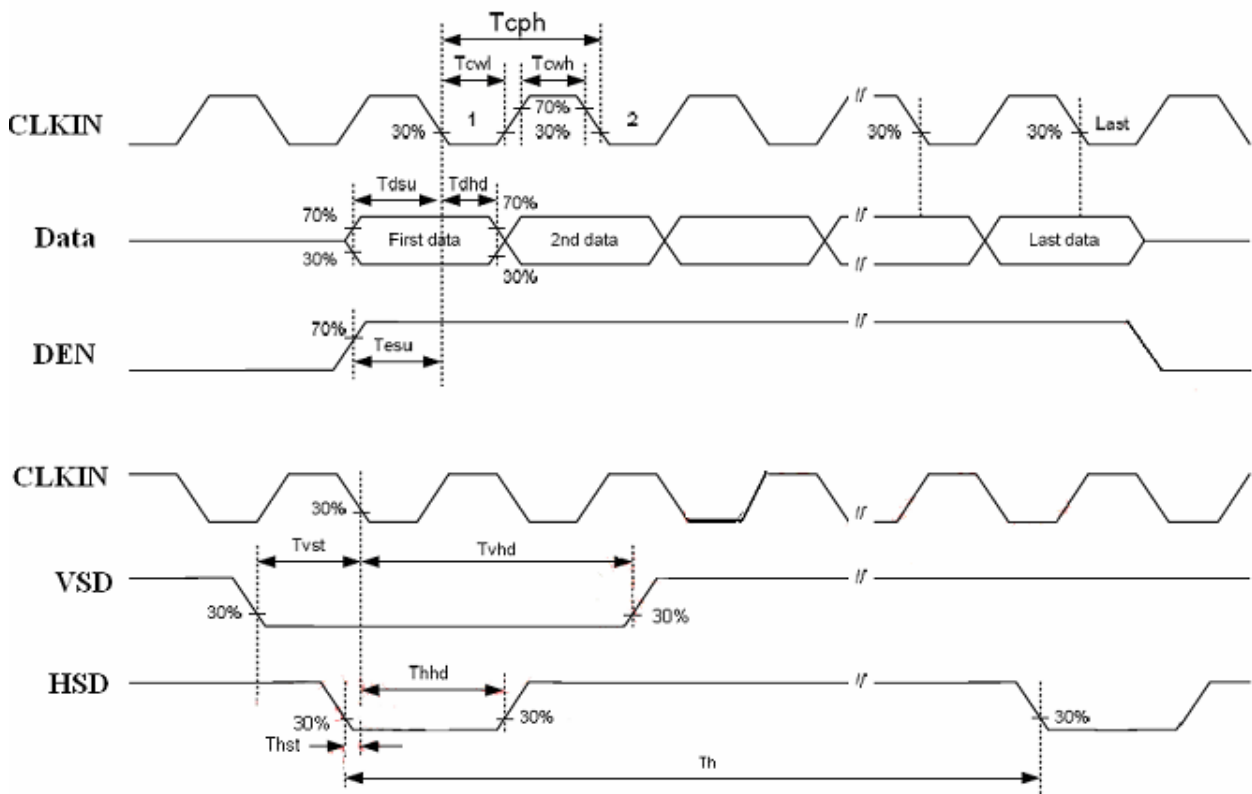 Tcph
Tcwl Tcwh
CLKIN 30% 1 70% 30% 2 30% 30% Last
Tdsu Tdhd
70% 70%
Data First data 2nd data Last data
30% 30%
70%
DEN Tesu
CLKIN
30%
Tvst Tvhd
VSD
30% 30%
HSD Thhd
30% 30% 30%
Thst
Th